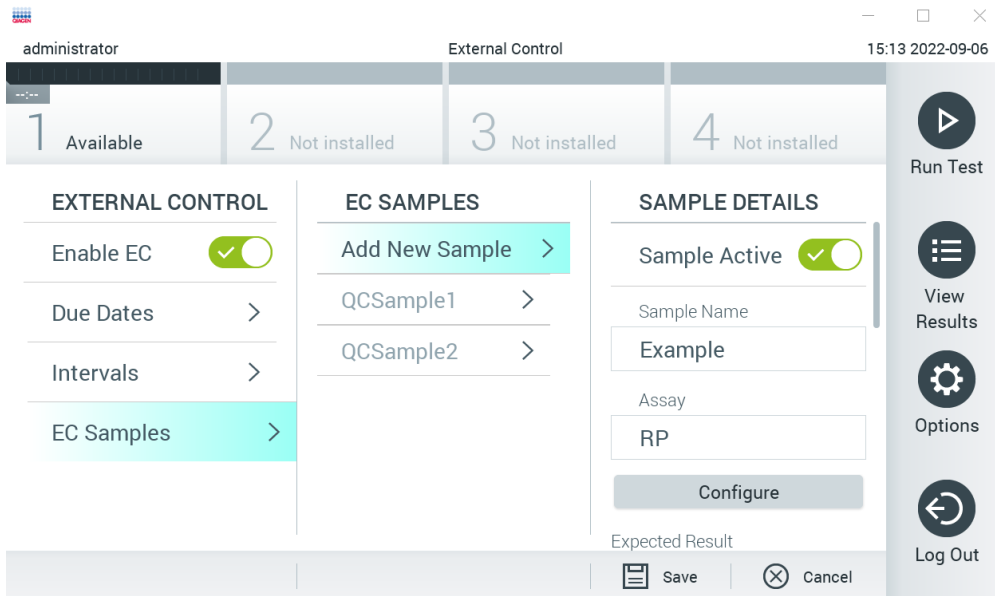 QIAGEN
administrator
External Control
15:13 2022-09-06
--:--
1 Available
2 Not installed
3 Not installed
4 Not installed
EXTERNAL CONTROL
Enable EC
Due Dates
Intervals
EC Samples
EC SAMPLES
Add New Sample
QCSample1
QCSample2
SAMPLE DETAILS
Sample Active
Sample Name
Example
Assay
RP
Configure
Expected Result
Save
Cancel
Run Test
View
Results
Options
Log Out